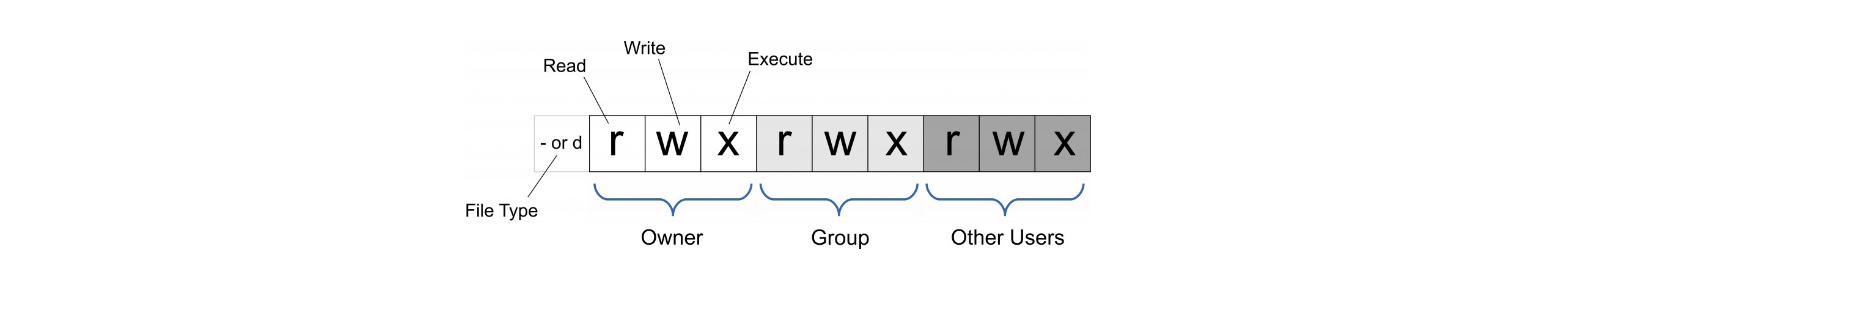 Write
Execute
Read
- or d r w x r w x r w x
File Type
Owner Group Other Users